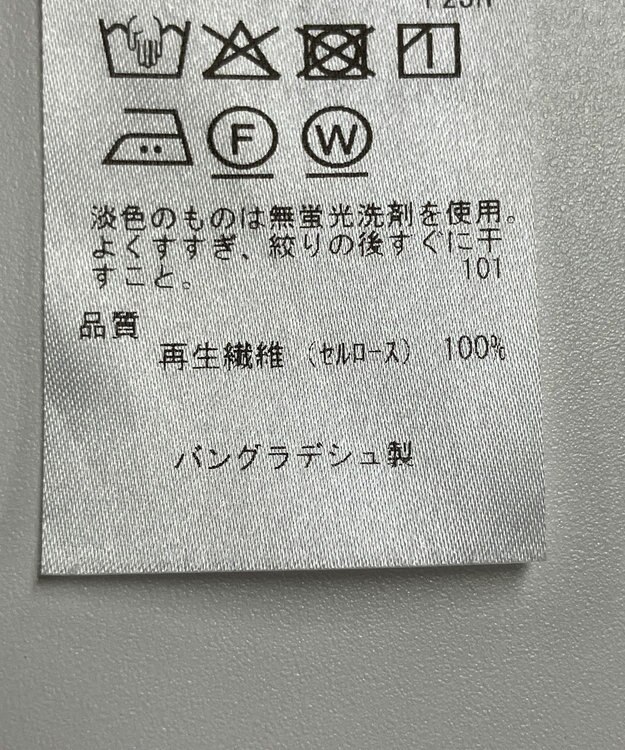 F W
淡色のものは無蛍光洗剤を使用。
よくすすぎ、絞りの後すぐに干
すこと。 101
品質
再生繊維 (セルロース) 100%
バングラデシュ製